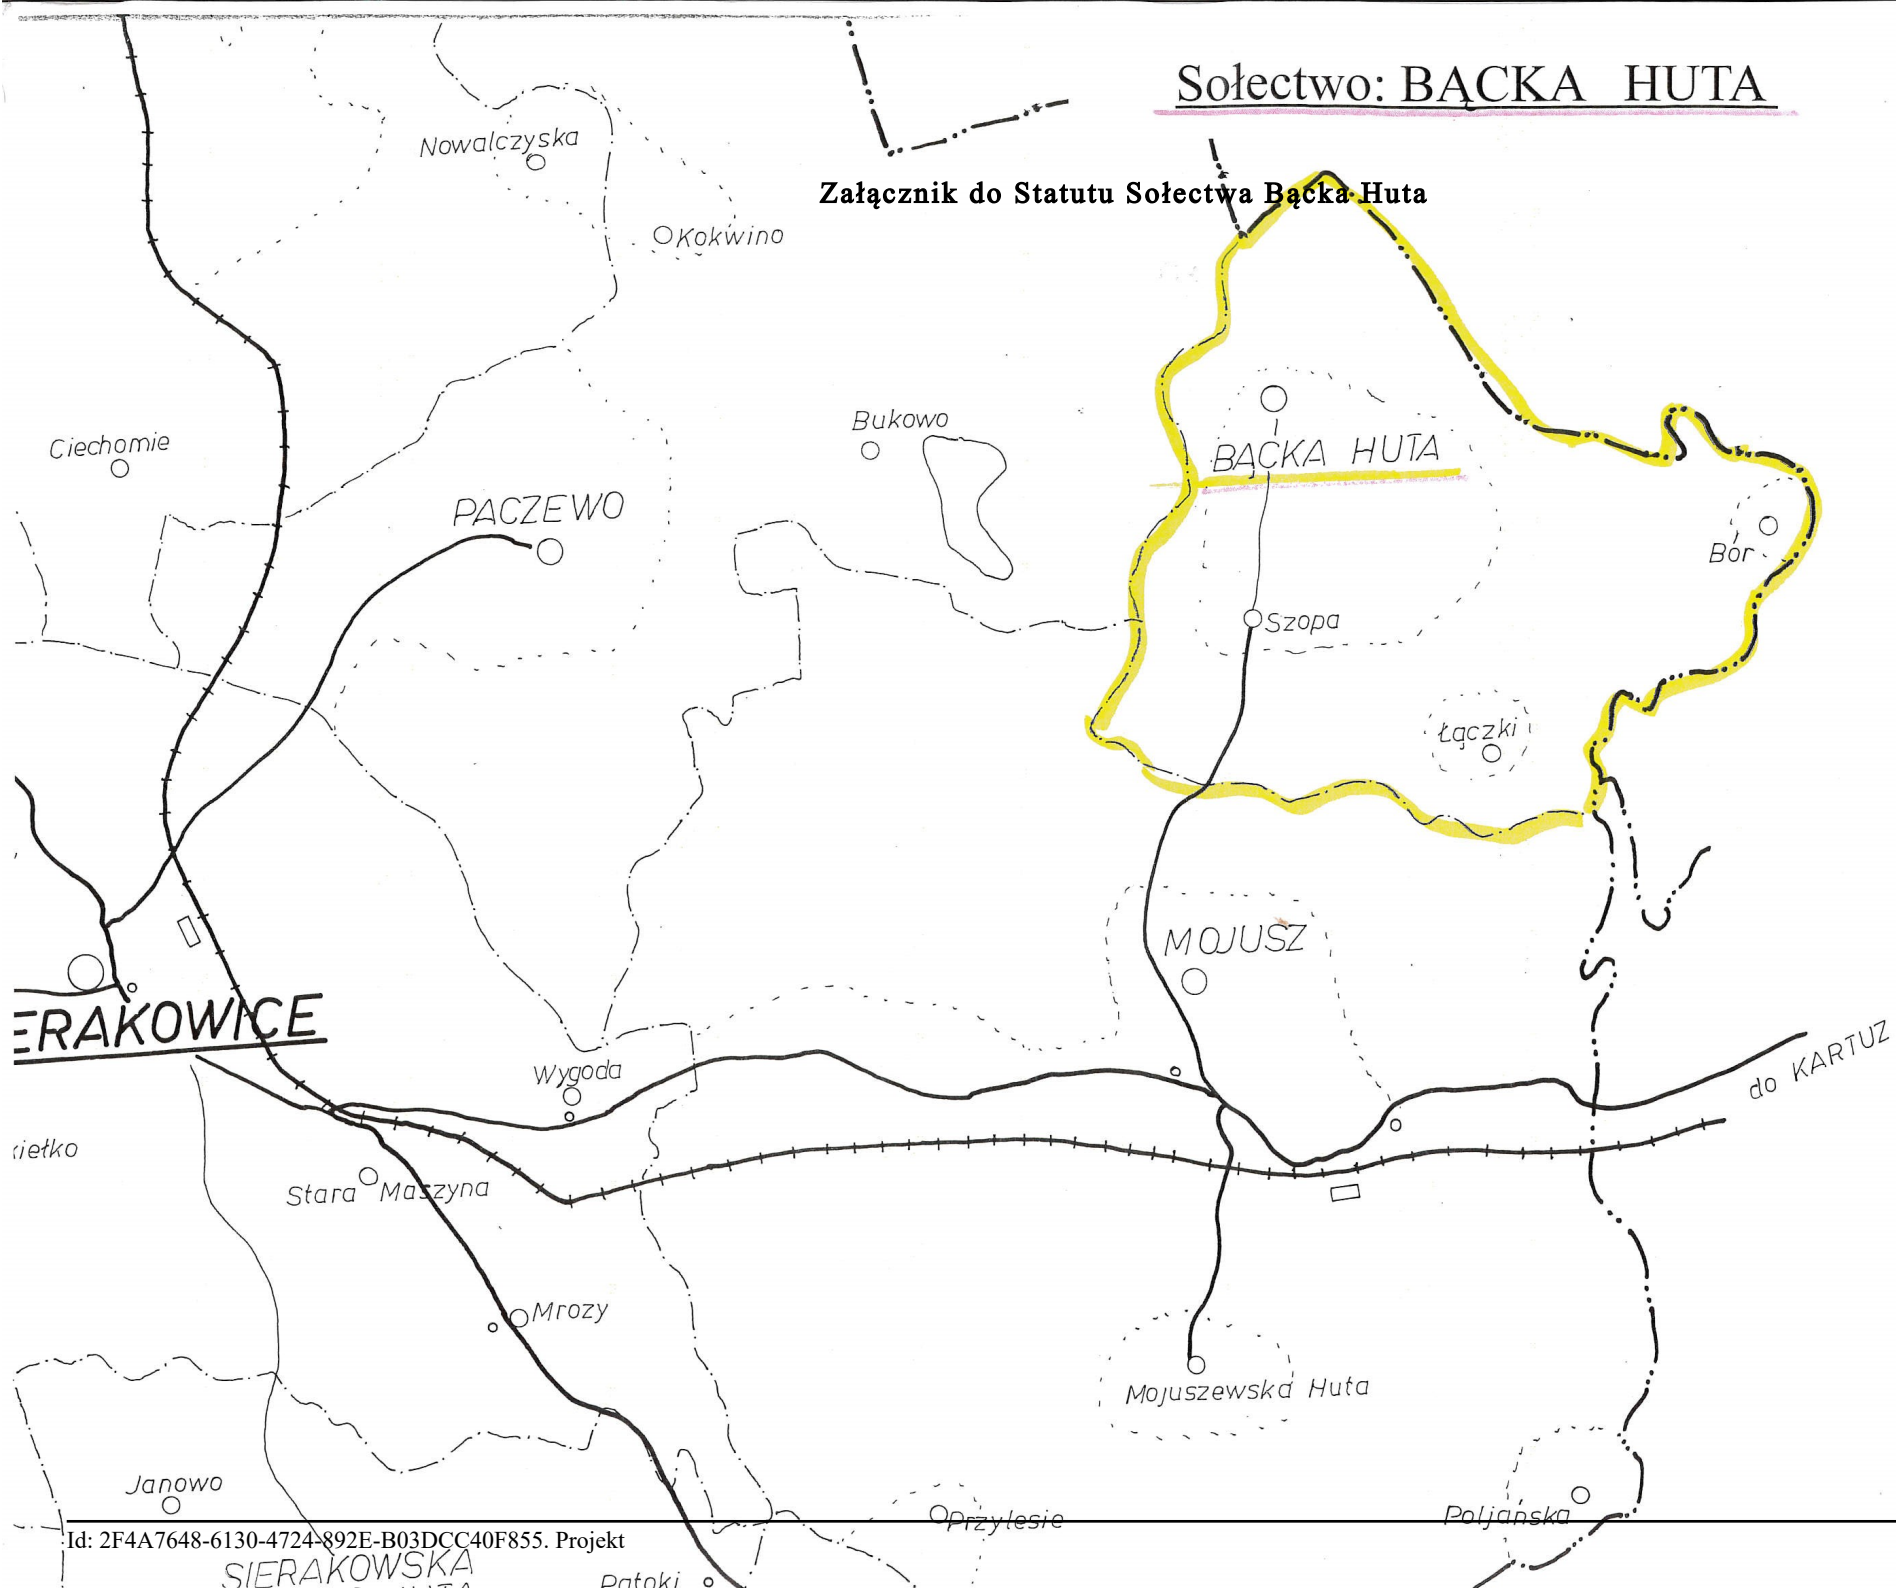 Sołectwo: BĄCKA HUTA
Nowalczyska
Załącznik do Statutu Sołectwa Bącka Huta
Kokwino
Bukowo
Ciechomie
BĄCKA HUTA
PACZEWO
Bór
Szopa
Łączki
MOJUSZ
ERAKOWICE
do KARTUZ
Wygoda
kiełko
Stara Maszyna
Mrozy
Mojuszewska Huta
Janowo
Przylesie
Poljańska
Id: 2F4A7648-6130-4724-892E-B03DCC40F855. Projekt
SIERAKOWSKA
Patoki